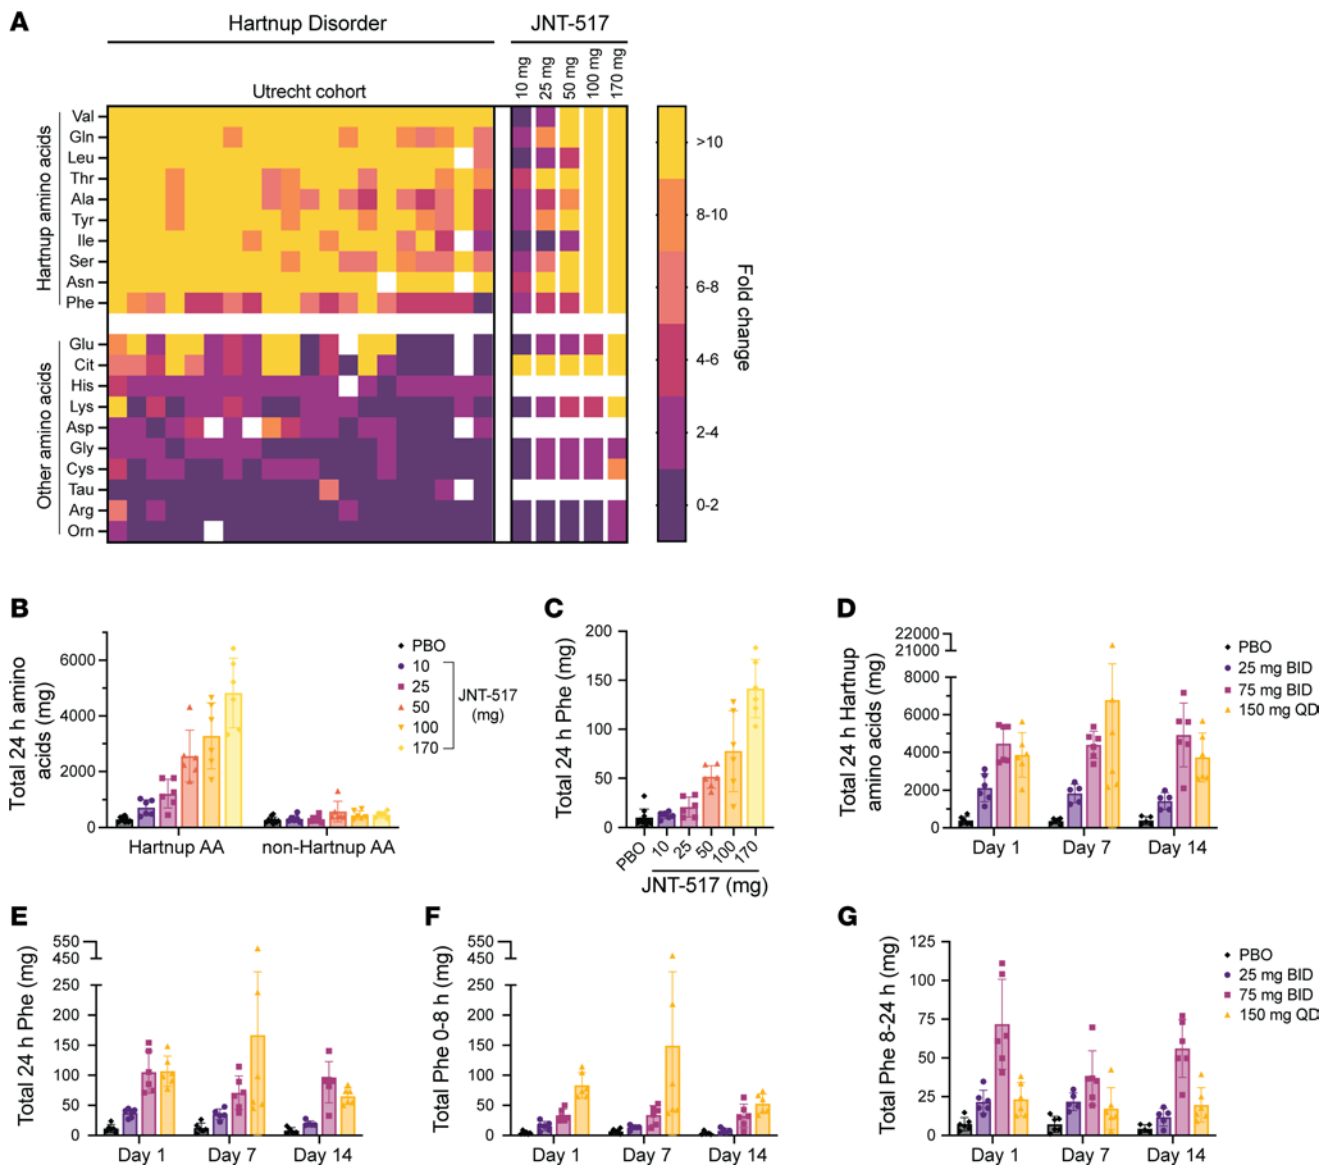 A
Hartnup Disorder
JNT-517
Utrecht cohort
10 mg
25 mg
50 mg
100 mg
170 mg
Hartnup amino acids
Val
Gln
Leu
Thr
Ala
Tyr
Ile
Ser
Asn
Phe
Other amino acids
Glu
Cit
His
Lys
Asp
Gly
Cys
Tau
Arg
Orn
>10
8-10
6-8
4-6
2-4
0-2
Fold change
B
Total 24 h amino
acids (mg)
6000
4000
2000
0
Hartnup AA
non-Hartnup AA
PBO
10
25
50
100
170
JNT-517
(mg)
C
Total 24 h Phe (mg)
200
150
100
50
0
PBO
10
25
50
100
170
JNT-517 (mg)
D
Total 24 h Hartnup
amino acids (mg)
22000
21000
8000
6000
4000
2000
0
Day 1
Day 7
Day 14
PBO
25 mg BID
75 mg BID
150 mg QD
E
Total 24 h Phe (mg)
550
450
250
200
150
100
50
0
Day 1
Day 7
Day 14
F
Total Phe 0-8 h (mg)
550
450
250
200
150
100
50
0
Day 1
Day 7
Day 14
G
Total Phe 8-24 h (mg)
125
100
75
50
25
0
Day 1
Day 7
Day 14
PBO
25 mg BID
75 mg BID
150 mg QD